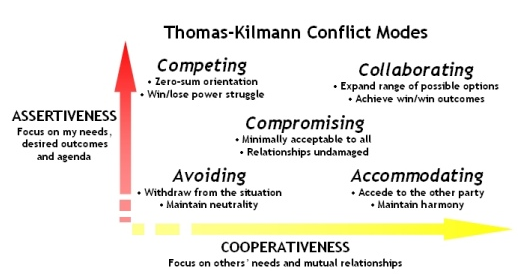 Thomas-Kilmann Conflict Modes
Competing
• Zero-sum orientation
• Win/lose power struggle
Collaborating
• Expand range of possible options
• Achieve win/win outcomes
ASSERTIVENESS
Focus on my needs,
desired outcomes
and agenda
Compromising
• Minimally acceptable to all
• Relationships undamaged
Avoiding
• Withdraw from the situation
• Maintain neutrality
Accommodating
• Accede to the other party
• Maintain harmony
COOPERATIVENESS
Focus on others' needs and mutual relationships